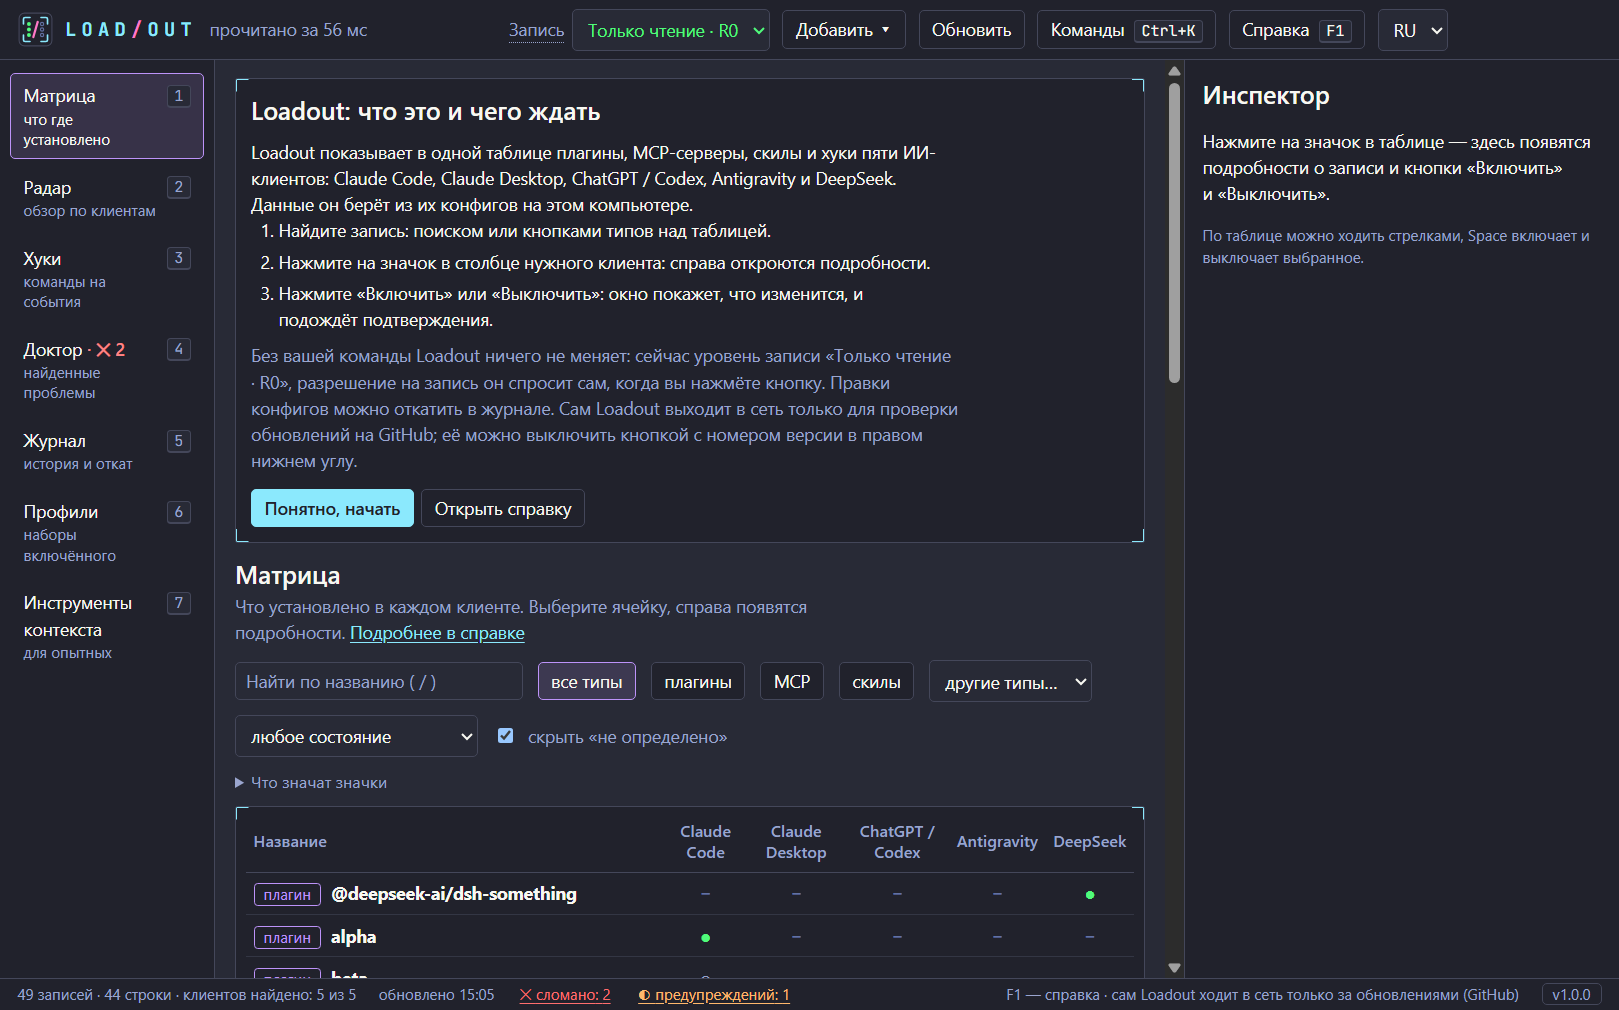 LOAD/OUT прочитано за 56 мс Запись Только чтение · R0 Добавить ▼ Обновить Команды Ctrl+K Справка F1 RU
Матрица 1
что где
установлено
Радар 2
обзор по клиентам
Хуки 3
команды на
события
Доктор · ✕ 2 4
найденные
проблемы
Журнал 5
история и откат
Профили 6
наборы
включённого
Инструменты 7
контекста
для опытных
Loadout: что это и чего ждать
Loadout показывает в одной таблице плагины, MCP-серверы, скилы и хуки пяти ИИ-
клиентов: Claude Code, Claude Desktop, ChatGPT / Codex, Antigravity и DeepSeek.
Данные он берёт из их конфигов на этом компьютере.
1. Найдите запись: поиском или кнопками типов над таблицей.
2. Нажмите на значок в столбце нужного клиента: справа откроются подробности.
3. Нажмите «Включить» или «Выключить»: окно покажет, что изменится, и
подождёт подтверждения.
Без вашей команды Loadout ничего не меняет: сейчас уровень записи «Только чтение
· R0», разрешение на запись он спросит сам, когда вы нажмёте кнопку. Правки
конфигов можно откатить в журнале. Сам Loadout выходит в сеть только для проверки
обновлений на GitHub; её можно выключить кнопкой с номером версии в правом
нижнем углу.
Понятно, начать Открыть справку
Матрица
Что установлено в каждом клиенте. Выберите ячейку, справа появятся
подробности. Подробнее в справке
Найти по названию ( / ) все типы плагины MCP скилы другие типы...
любое состояние скрыть «не определено»
▶ Что значат значки
Название Claude Code Claude Desktop ChatGPT / Codex Antigravity DeepSeek
плагин @deepseek-ai/dsh-something – – – – ●
плагин alpha ● – – – –
плагин beta
Инспектор
Нажмите на значок в таблице — здесь появятся
подробности о записи и кнопки «Включить»
и «Выключить».
По таблице можно ходить стрелками, Space включает и
выключает выбранное.
49 записей · 44 строки · клиентов найдено: 5 из 5 обновлено 15:05 ✕ сломано: 2 ◐ предупреждений: 1 F1 — справка · сам Loadout ходит в сеть только за обновлениями (GitHub) v1.0.0